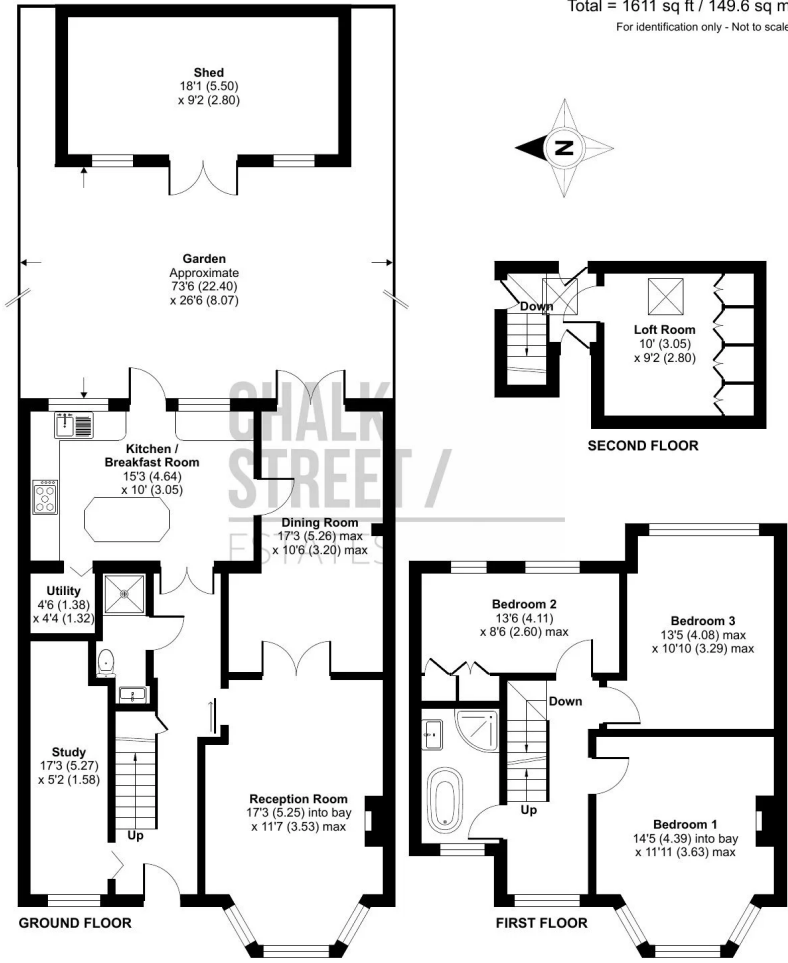 Total = 1611 sq ft / 149.6 sq m
For identification only - Not to scale
Shed
18'1 (5.50)
x 9'2 (2.80)
N
Garden
Approximate
73'6 (22.40)
x 26'6 (8.07)
Down
Loft Room
10' (3.05)
x 9'2 (2.80)
SECOND FLOOR
CHALK
STREET /
ESTATES
Kitchen /
Breakfast Room
15'3 (4.64)
x 10' (3.05)
Dining Room
17'3 (5.26) max
x 10'6 (3.20) max
Utility
4'6 (1.38)
x 4'4 (1.32)
Study
17'3 (5.27)
x 5'2 (1.58)
Up
Reception Room
17'3 (5.25) into bay
x 11'7 (3.53) max
GROUND FLOOR
Bedroom 2
13'6 (4.11)
x 8'6 (2.60) max
Bedroom 3
13'5 (4.08) max
x 10'10 (3.29) max
Down
Up
Bedroom 1
14'5 (4.39) into bay
x 11'11 (3.63) max
FIRST FLOOR